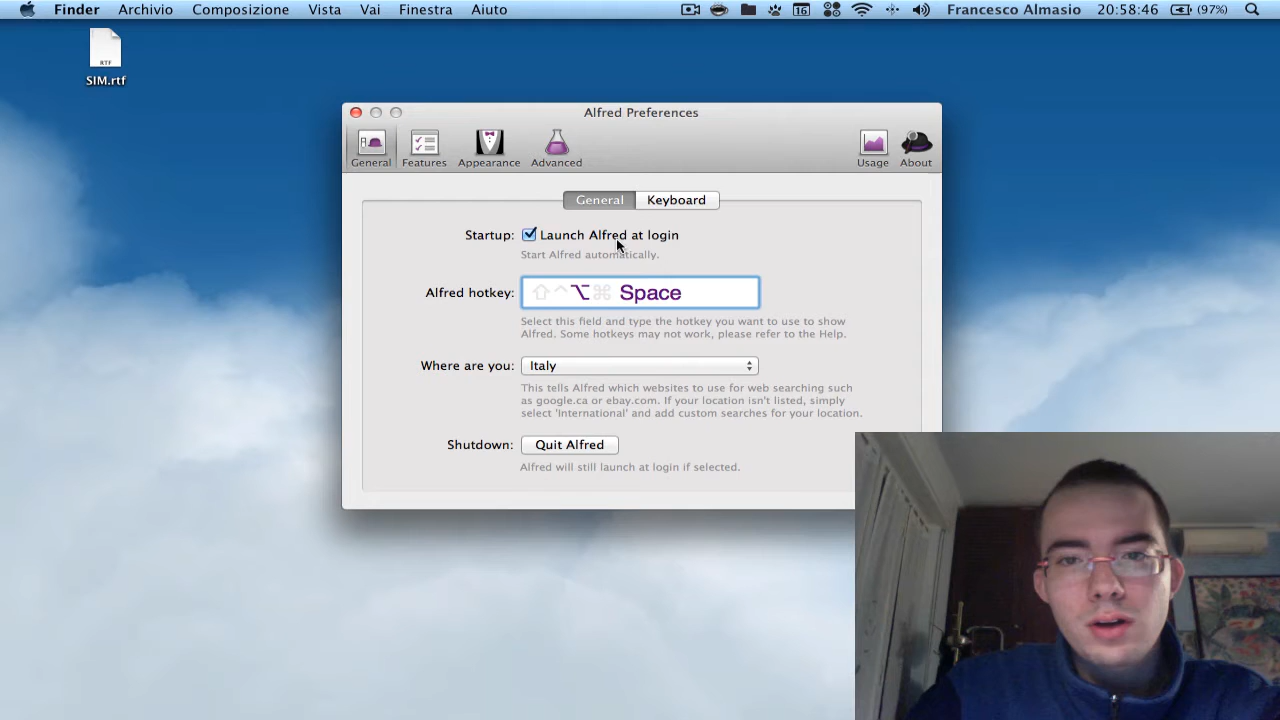 Finder Archivio Composizione Vista Vai Finestra Aiuto 16 Francesco Almasio 20:58:46 (97%)
RTF
SIM.rtf
Alfred Preferences
General Features Appearance Advanced Usage About
General Keyboard
Startup: Launch Alfred at login
Start Alfred automatically.
Alfred hotkey: ⇧^⌥⌘ Space
Select this field and type the hotkey you want to use to show
Alfred. Some hotkeys may not work, please refer to the Help.
Where are you: Italy
This tells Alfred which websites to use for web searching such
as google.ca or ebay.com. If your location isn't listed, simply
select 'International' and add custom searches for your location.
Shutdown: Quit Alfred
Alfred will still launch at login if selected.